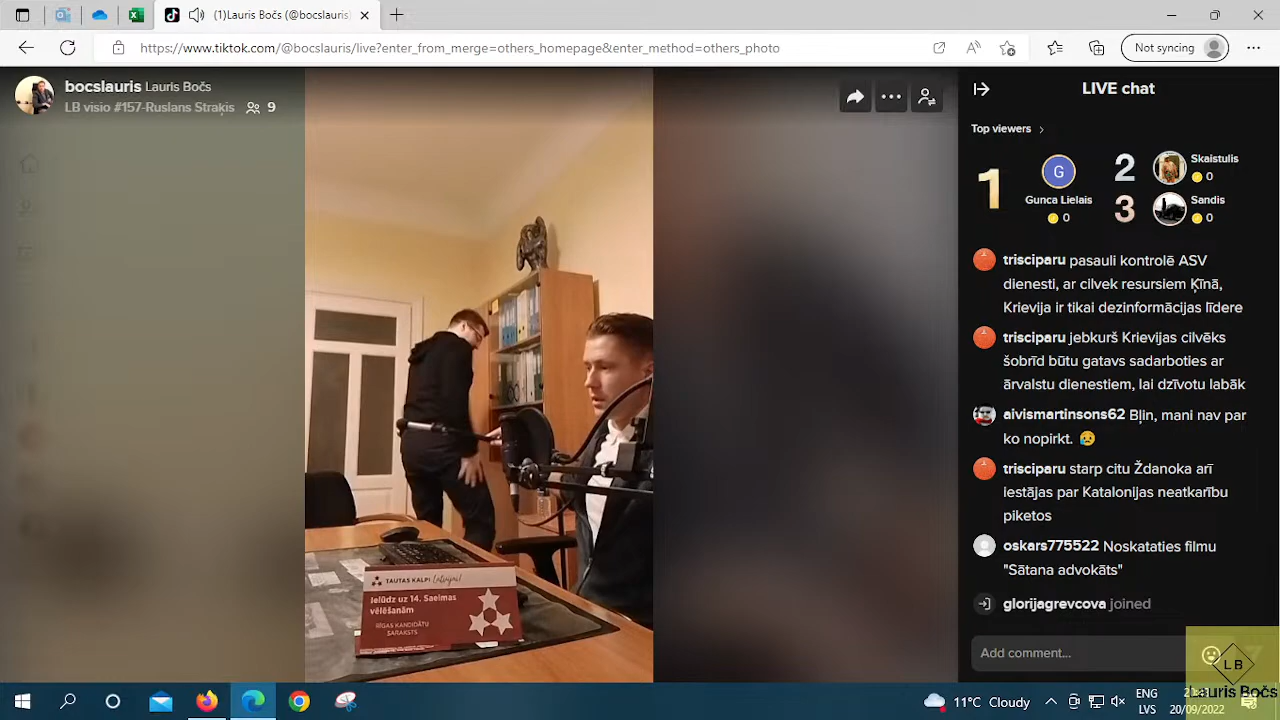 (1)Lauris Bočs (@bocslauris)
https://www.tiktok.com/@bocslauris/live?enter_from_merge=others_homepage&enter_method=others_photo
Not syncing
bocslauris Lauris Bočs
LB visio #157-Ruslans Straķis 9
LIVE chat
Top viewers
1
G
Gunca Lielais
0
2
Skaistulis
0
3
Sandis
0
trisciparu pasauli kontrolē ASV
dienesti, ar cilvek resursiem Ķīnā,
Krievija ir tikai dezinformācijas līdere
trisciparu jebkurš Krievijas cilvēks
šobrīd būtu gatavs sadarboties ar
ārvalstu dienestiem, lai dzīvotu labāk
aivismartinsons62 Bļin, mani nav par
ko nopirkt. 😥
trisciparu starp citu Ždanoka arī
iestājas par Katalonijas neatkarību
piketos
oskars775522 Noskataties filmu
"Sātana advokāts"
glorijagrevcova joined
Add comment...
TAUTAS KALPI Latvijai!
Ielūdz uz 14. Saeimas
vēlēšanām
RĪGAS KANDIDĀTU
SARAKSTS
LB
Lauris Bočs
11°C Cloudy
ENG
LVS
20/09/2022